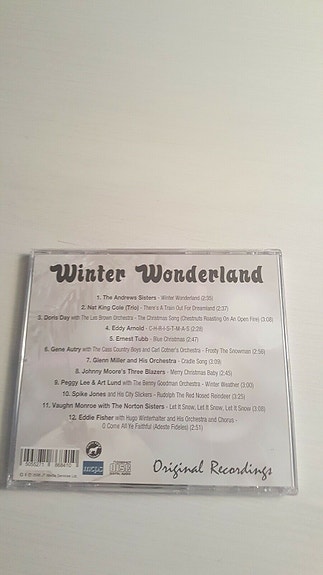 Winter Wonderland
1. The Andrews Sisters - Winter Wonderland (2:39)
2. Nat King Cole (Trio) - There's A Train Out For Dreamland (2:37)
3. Doris Day with The Les Brown Orchestra - The Christmas Song (Chestnuts Roasting On An Open Fire) (3:08)
4. Eddy Arnold - C-H-R-I-S-T-M-A-S (2:28)
5. Ernest Tubb - Blue Christmas (2:47)
6. Gene Autry with The Cass Country Boys and Carl Cotner's Orchestra - Frosty The Snowman (2:56)
7. Glenn Miller and His Orchestra - Cradle Song (3:09)
8. Johnny Moore's Three Blazers - Merry Christmas Baby (2:45)
9. Peggy Lee & Art Lund with The Benny Goodman Orchestra - Winter Weather (3:00)
10. Spike Jones and His City Slickers - Rudolph The Red Nosed Reindeer (3:25)
11. Vaughn Monroe with The Norton Sisters - Let It Snow, Let It Snow, Let It Snow (3:08)
12. Eddie Fisher with Hugo Winterhalter and His Orchestra and Chorus -
O Come All Ye Faithful (Adeste Fideles) (2:51)
mcps
Original Recordings